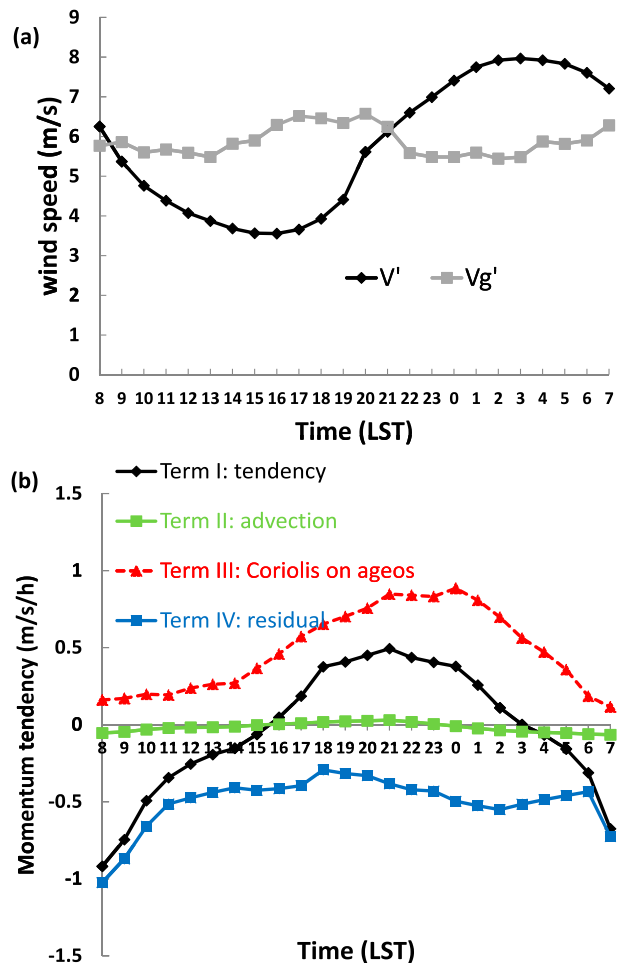 (a)
9
8
7
6
5
4
3
2
1
0
wind speed (m/s)
V' Vg'
8 9 10 11 12 13 14 15 16 17 18 19 20 21 22 23 0 1 2 3 4 5 6 7
Time (LST)
(b)
Term I: tendency
Term II: advection
Term III: Coriolis on ageos
Term IV: residual
1.5
1
0.5
0
-0.5
-1
-1.5
Momentum tendency (m/s/h)
8 9 10 11 12 13 14 15 16 17 18 19 20 21 22 23 0 1 2 3 4 5 6 7
Time (LST)